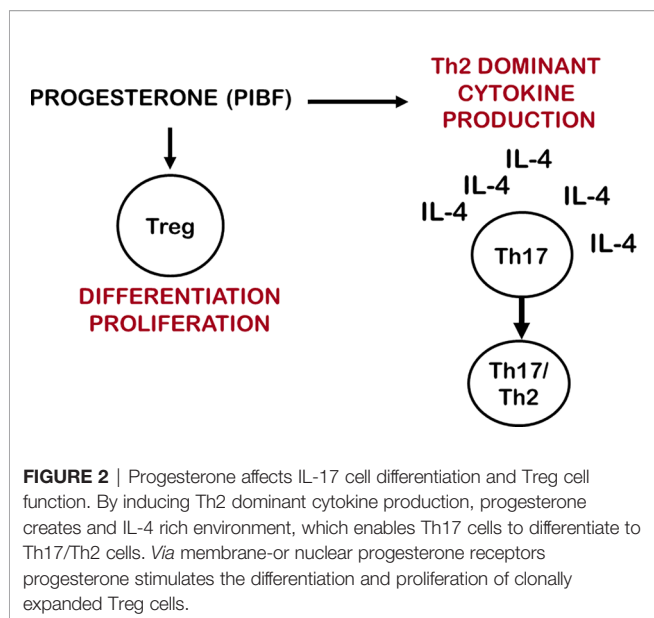 PROGESTERONE (PIBF)
Th2 DOMINANT
CYTOKINE
PRODUCTION
Treg
DIFFERENTIATION
PROLIFERATION
IL-4
IL-4
IL-4
IL-4
IL-4
Th17
Th17/
Th2
FIGURE 2 | Progesterone affects IL-17 cell differentiation and Treg cell
function. By inducing Th2 dominant cytokine production, progesterone
creates and IL-4 rich environment, which enables Th17 cells to differentiate to
Th17/Th2 cells. Via membrane-or nuclear progesterone receptors
progesterone stimulates the differentiation and proliferation of clonally
expanded Treg cells.